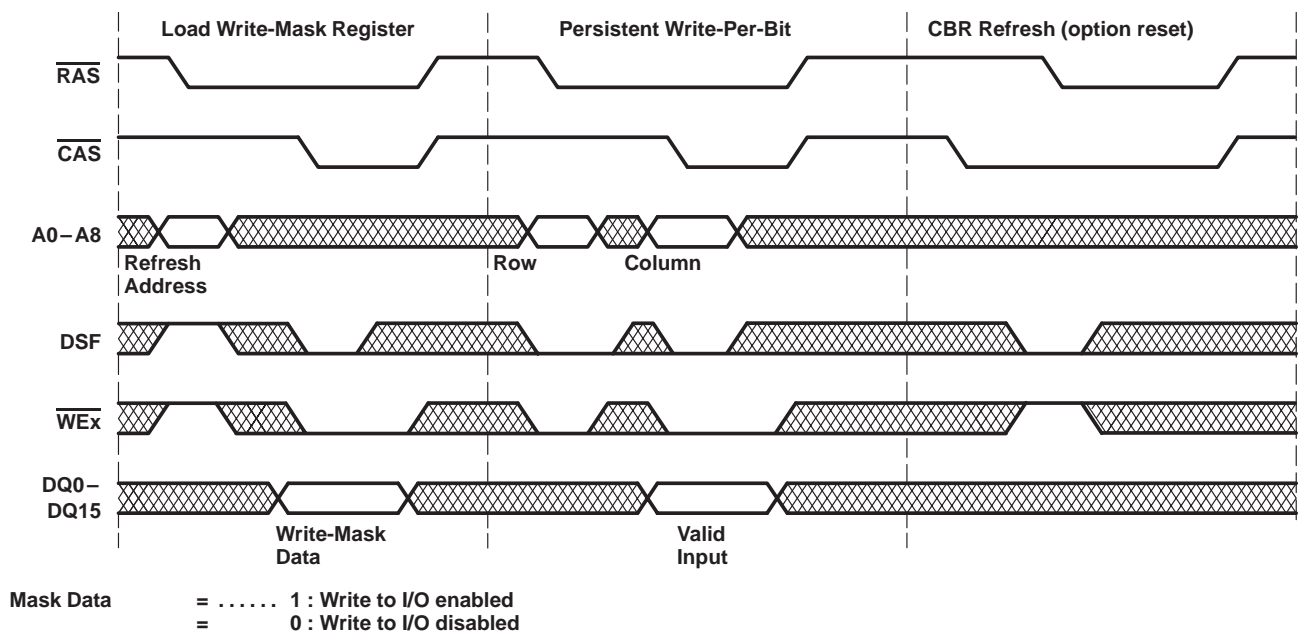 Load Write-Mask Register
Persistent Write-Per-Bit
CBR Refresh (option reset)
RAS
CAS
A0–A8
Refresh
Address
Row
Column
DSF
WEx
DQ0–
DQ15
Write-Mask
Data
Valid
Input
Mask Data = . . . . . . 1 : Write to I/O enabled
= 0 : Write to I/O disabled